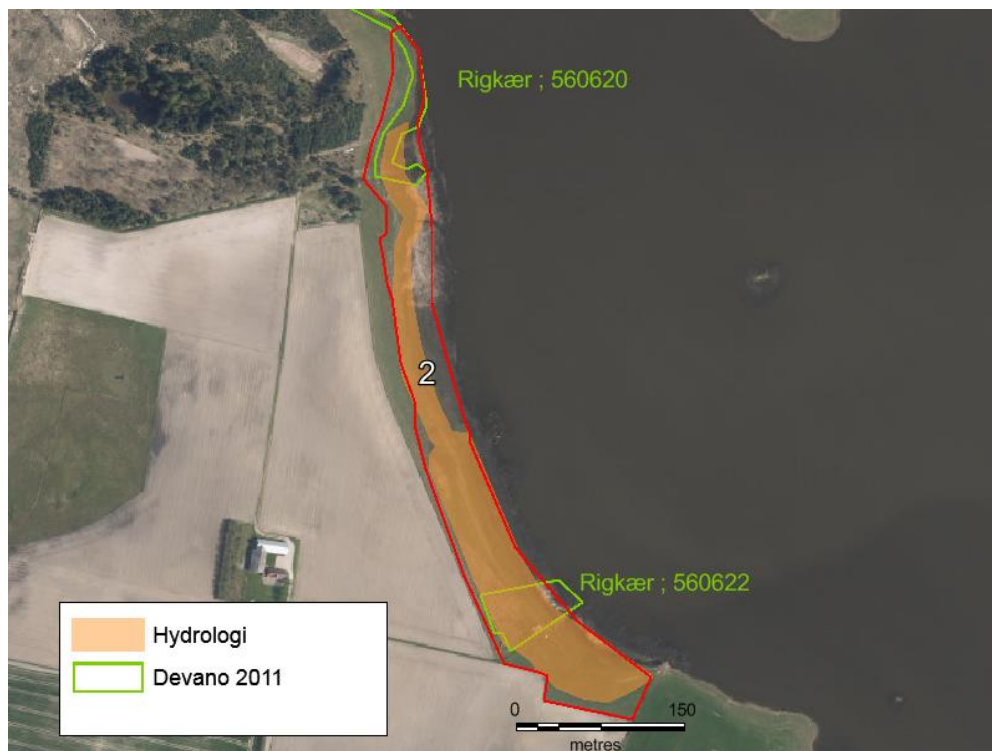 Rigkær ; 560620
2
Rigkær ; 560622
Hydrologi
Devano 2011
0 150
metres